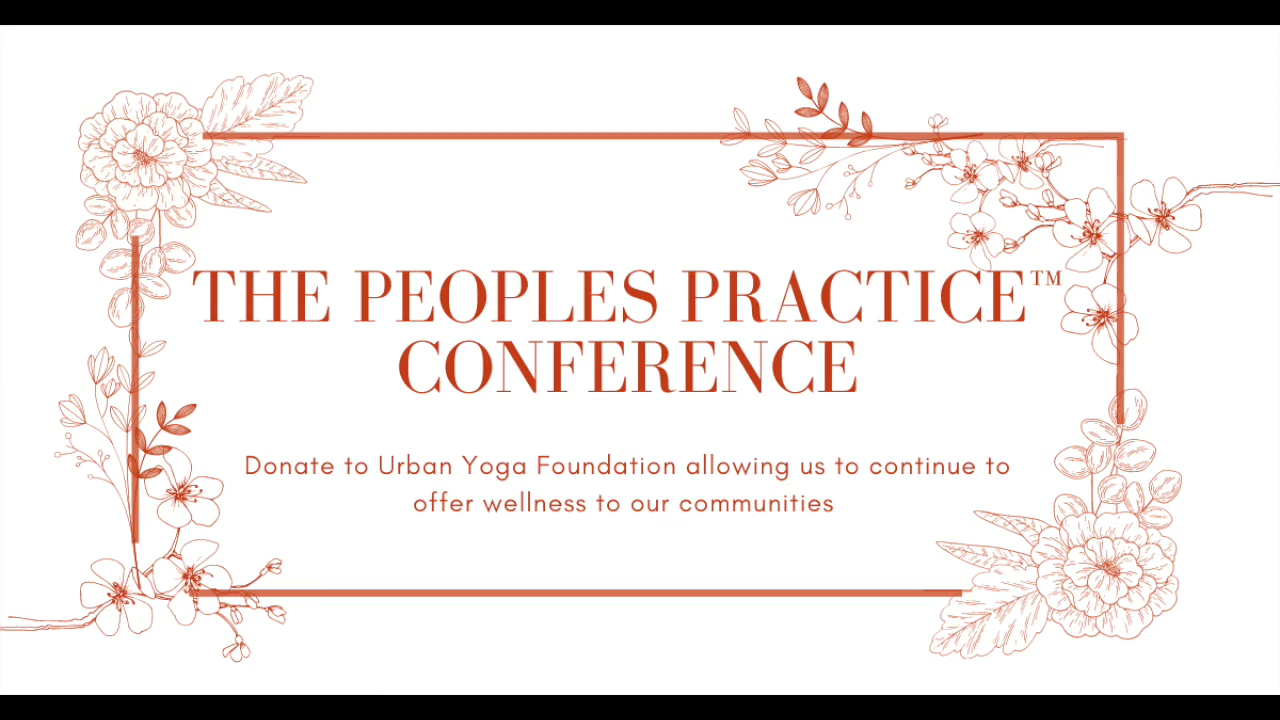 THE PEOPLES PRACTICE™
CONFERENCE
Donate to Urban Yoga Foundation allowing us to continue to
offer wellness to our communities